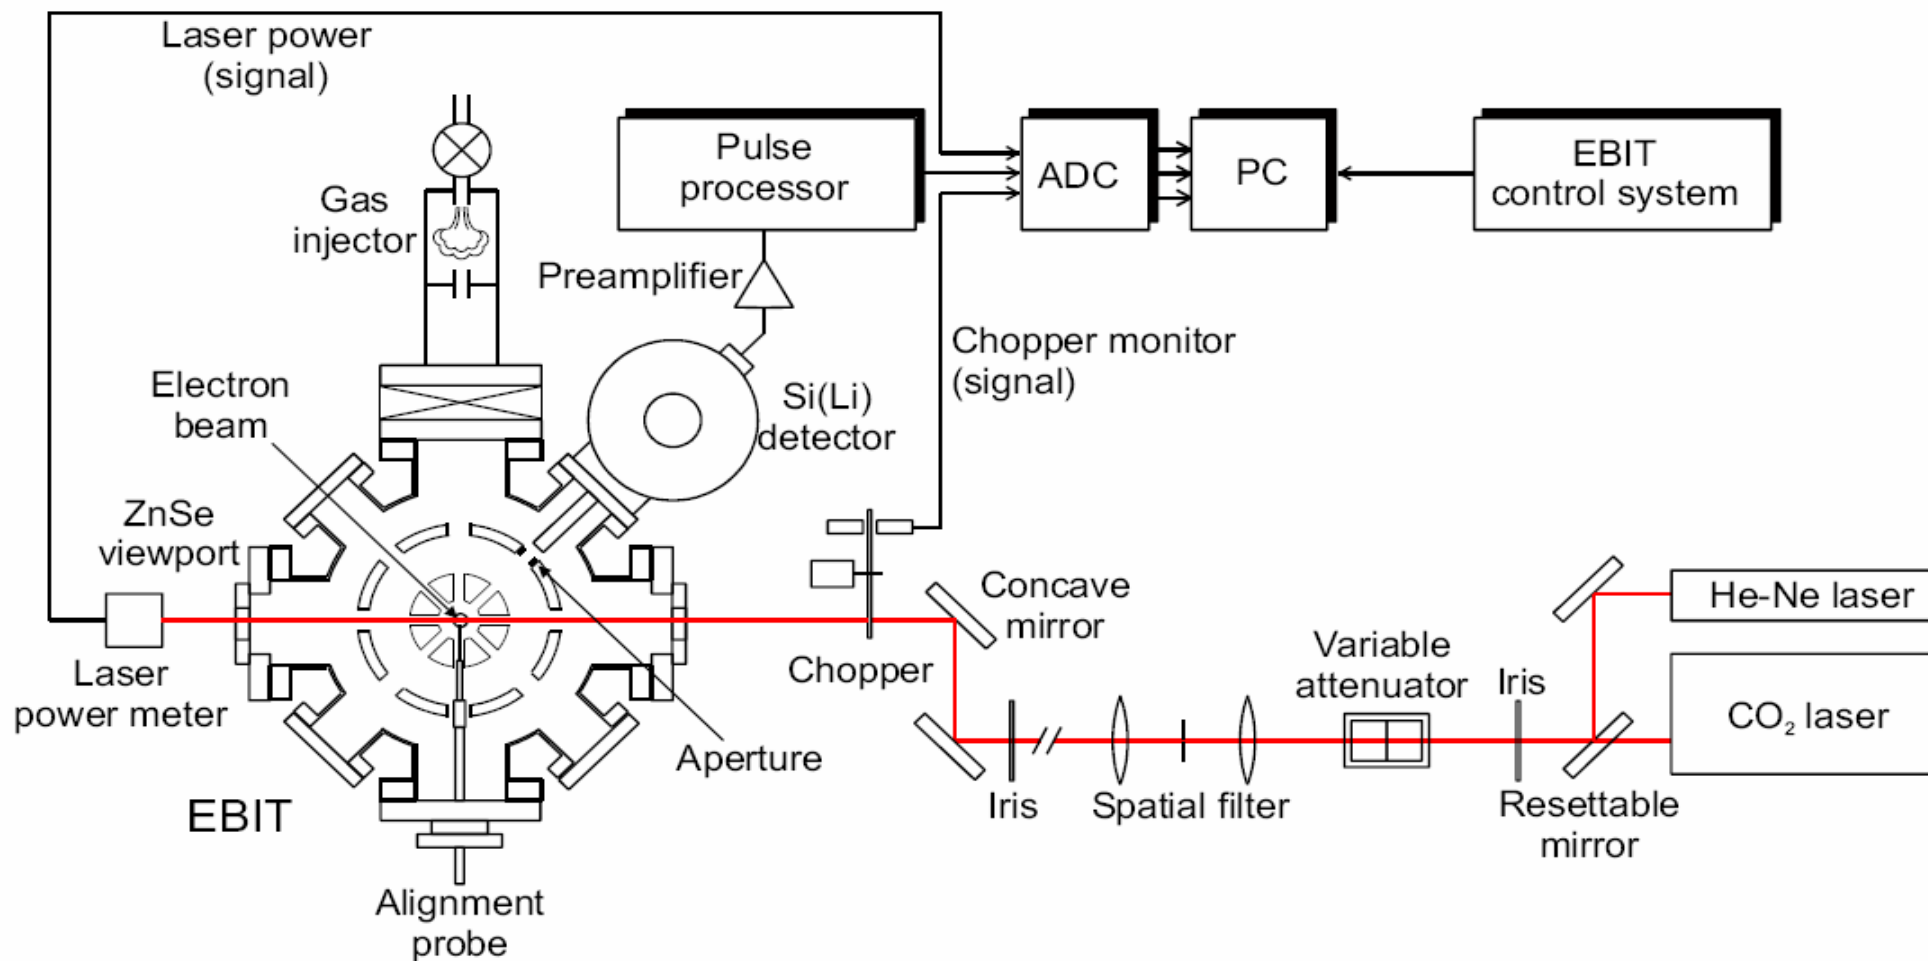 Laser power
(signal)
Gas
injector
Pulse
processor
ADC
PC
EBIT
control system
Preamplifier
Chopper monitor
(signal)
Electron
beam
Si(Li)
detector
ZnSe
viewport
Laser
power meter
Chopper
Concave
mirror
Variable
attenuator
Iris
He-Ne laser
CO₂ laser
Aperture
Iris
Spatial filter
Resettable
mirror
EBIT
Alignment
probe